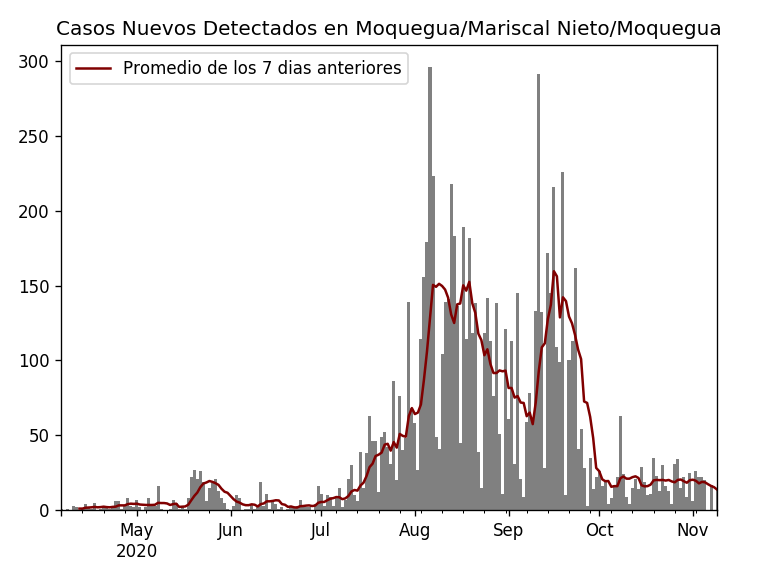 Casos Nuevos Detectados en Moquegua/Mariscal Nieto/Moquegua
Promedio de los 7 dias anteriores
300
250
200
150
100
50
0
May Jun Jul Aug Sep Oct Nov
2020